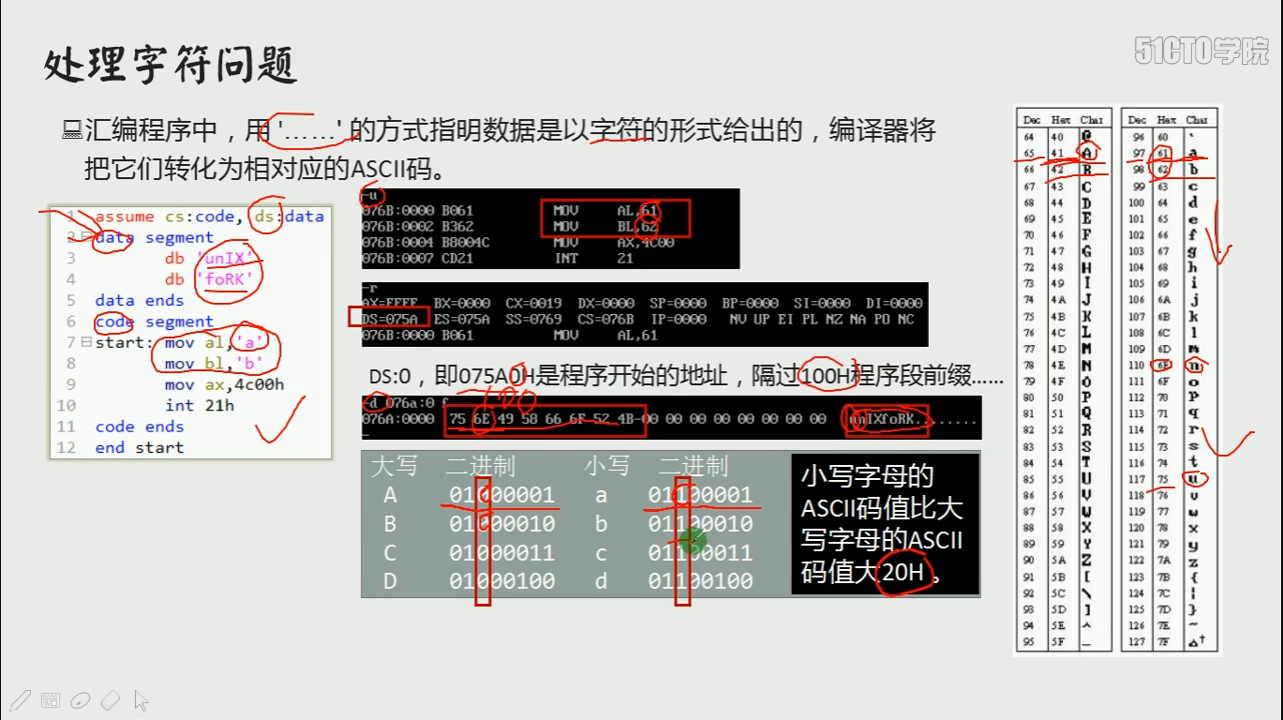 处理字符问题
51CTO学院
汇编程序中，用 '……' 的方式指明数据是以字符的形式给出的，编译器将
把它们转化为相对应的ASCII码。
1 assume cs:code, ds:data
2 data segment
3 db 'unIX'
4 db 'foRK'
5 data ends
6 code segment
7 start: mov al,'a'
8 mov bl,'b'
9 mov ax,4c00h
10 int 21h
11 code ends
12 end start
-u
076B:0000 B061 MOV AL,61
076B:0002 B362 MOV BL,62
076B:0004 B8004C MOV AX,4C00
076B:0007 CD21 INT 21
-r
AX=FFFF BX=0000 CX=0019 DX=0000 SP=0000 BP=0000 SI=0000 DI=0000
DS=075A ES=075A SS=0769 CS=076B IP=0000 NV UP EI PL NZ NA PO NC
076B:0000 B061 MOV AL,61
DS:0，即075A0H是程序开始的地址，隔过100H程序段前缀……
100
-d 076a:0 f
076A:0000 75 6E 49 58 66 6F 52 4B-00 00 00 00 00 00 00 00 unIXfoRK........
大写 二进制 小写 二进制
A 01000001 a 01100001
B 01000010 b 01100010
C 01000011 c 01100011
D 01000100 d 01100100
小写字母的
ASCII码值比大
写字母的ASCII
码值大20H。
Dec Hex Char Dec Hex Char
64 40 @ 96 60 `
65 41 A 97 61 a
66 42 B 98 62 b
67 43 C 99 63 c
68 44 D 100 64 d
69 45 E 101 65 e
70 46 F 102 66 f
71 47 G 103 67 g
72 48 H 104 68 h
73 49 I 105 69 i
74 4A J 106 6A j
75 4B K 107 6B k
76 4C L 108 6C l
77 4D M 109 6D m
78 4E N 110 6E n
79 4F O 111 6F o
80 50 P 112 70 p
81 51 Q 113 71 q
82 52 R 114 72 r
83 53 S 115 73 s
84 54 T 116 74 t
85 55 U 117 75 u
86 56 V 118 76 v
87 57 W 119 77 w
88 58 X 120 78 x
89 59 Y 121 79 y
90 5A Z 122 7A z
91 5B [ 123 7B {
92 5C \ 124 7C |
93 5D ] 125 7D }
94 5E ^ 126 7E ~
95 5F _ 127 7F ⌂†